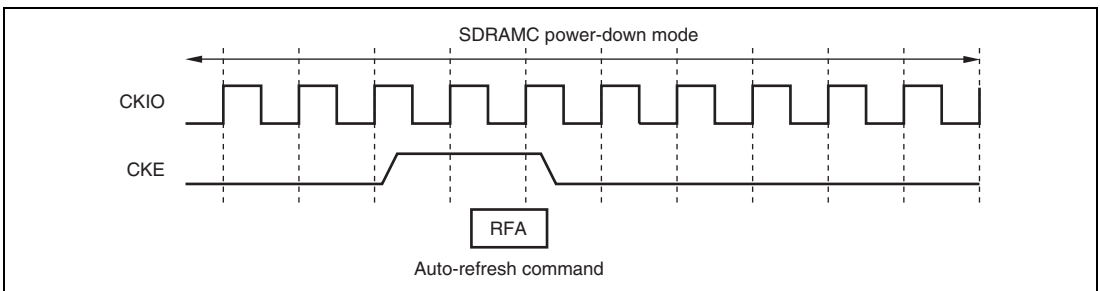 SDRAMC power-down mode
CKIO
CKE
RFA
Auto-refresh command